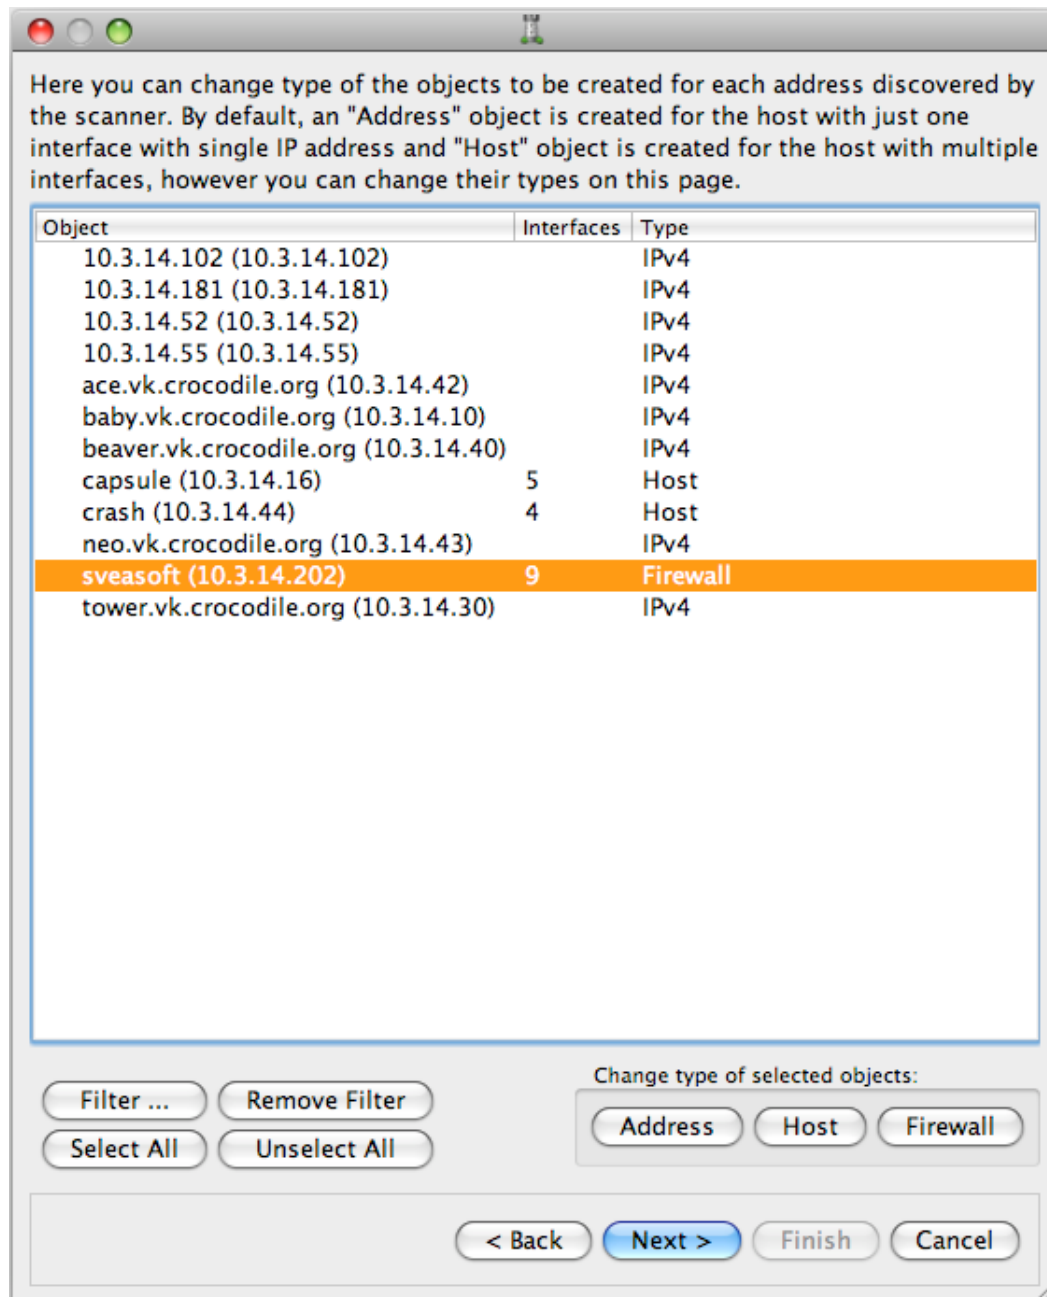 Here you can change type of the objects to be created for each address discovered by
the scanner. By default, an "Address" object is created for the host with just one
interface with single IP address and "Host" object is created for the host with multiple
interfaces, however you can change their types on this page.
Object Interfaces Type
10.3.14.102 (10.3.14.102) IPv4
10.3.14.181 (10.3.14.181) IPv4
10.3.14.52 (10.3.14.52) IPv4
10.3.14.55 (10.3.14.55) IPv4
ace.vk.crocodile.org (10.3.14.42) IPv4
baby.vk.crocodile.org (10.3.14.10) IPv4
beaver.vk.crocodile.org (10.3.14.40) IPv4
capsule (10.3.14.16) 5 Host
crash (10.3.14.44) 4 Host
neo.vk.crocodile.org (10.3.14.43) IPv4
sveasoft (10.3.14.202) 9 Firewall
tower.vk.crocodile.org (10.3.14.30) IPv4
Change type of selected objects:
Filter ... Remove Filter
Address Host Firewall
Select All Unselect All
< Back Next > Finish Cancel